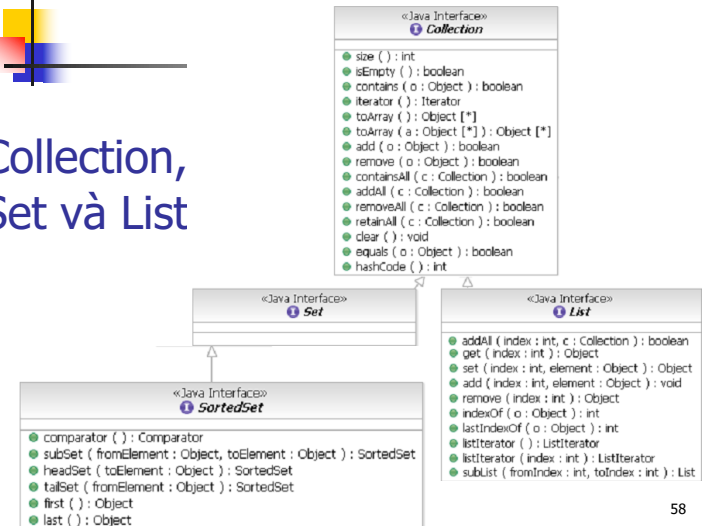 Collection,
Set và List
«Java Interface»
I Collection
size ( ) : int
isEmpty ( ) : boolean
contains ( o : Object ) : boolean
iterator ( ) : Iterator
toArray ( ) : Object [*]
toArray ( a : Object [*] ) : Object [*]
add ( o : Object ) : boolean
remove ( o : Object ) : boolean
containsAll ( c : Collection ) : boolean
addAll ( c : Collection ) : boolean
removeAll ( c : Collection ) : boolean
retainAll ( c : Collection ) : boolean
clear ( ) : void
equals ( o : Object ) : boolean
hashCode ( ) : int
«Java Interface»
I Set
«Java Interface»
I List
addAll ( index : int, c : Collection ) : boolean
get ( index : int ) : Object
set ( index : int, element : Object ) : Object
add ( index : int, element : Object ) : void
remove ( index : int ) : Object
indexOf ( o : Object ) : int
lastIndexOf ( o : Object ) : int
listIterator ( ) : ListIterator
listIterator ( index : int ) : ListIterator
subList ( fromIndex : int, toIndex : int ) : List
«Java Interface»
I SortedSet
comparator ( ) : Comparator
subSet ( fromElement : Object, toElement : Object ) : SortedSet
headSet ( toElement : Object ) : SortedSet
tailSet ( fromElement : Object ) : SortedSet
first ( ) : Object
last ( ) : Object
58